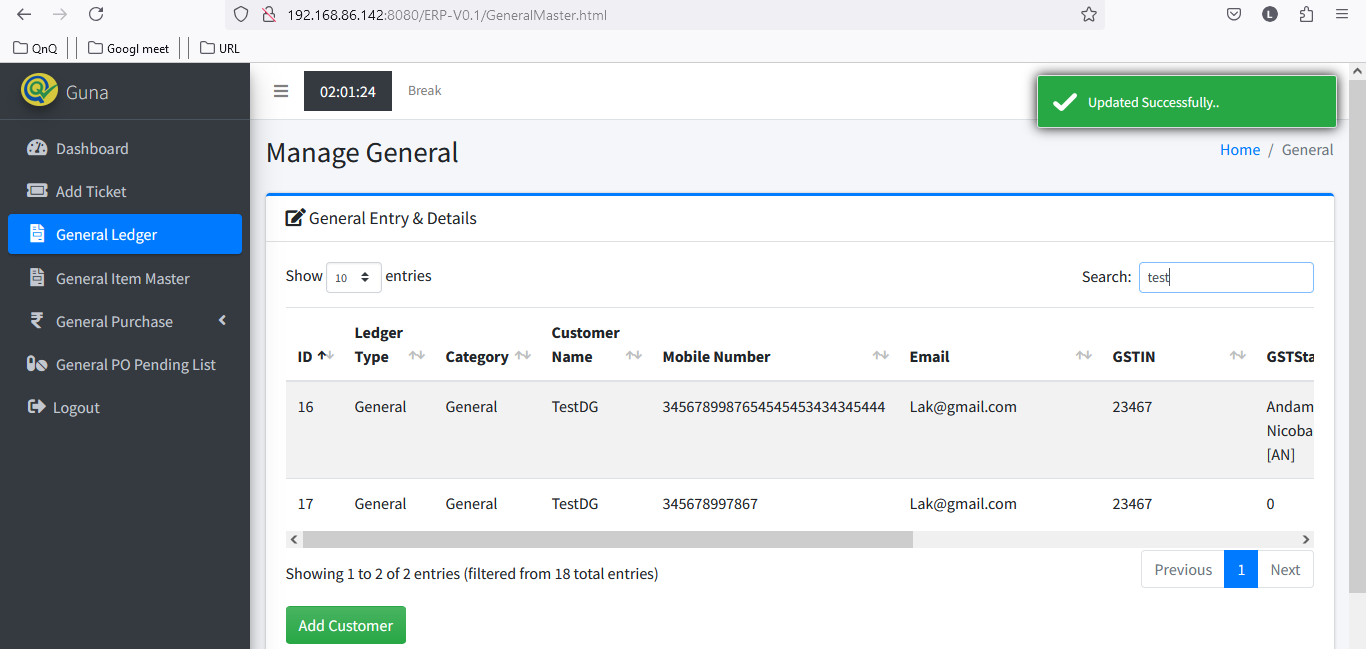 192.168.86.142:8080/ERP-V0.1/GeneralMaster.html
L
QnQ Googl meet URL
Guna
02:01:24 Break
Updated Successfully..
Dashboard
Add Ticket
General Ledger
General Item Master
General Purchase
General PO Pending List
Logout
Manage General
Home / General
General Entry & Details
Show 10 entries
Search: test
ID Ledger Type Category Customer Name Mobile Number Email GSTIN GSTSta
16 General General TestDG 3456789987654545453434345444 Lak@gmail.com 23467 Andam
Nicoba
[AN]
17 General General TestDG 345678997867 Lak@gmail.com 23467 0
Showing 1 to 2 of 2 entries (filtered from 18 total entries)
Previous 1 Next
Add Customer